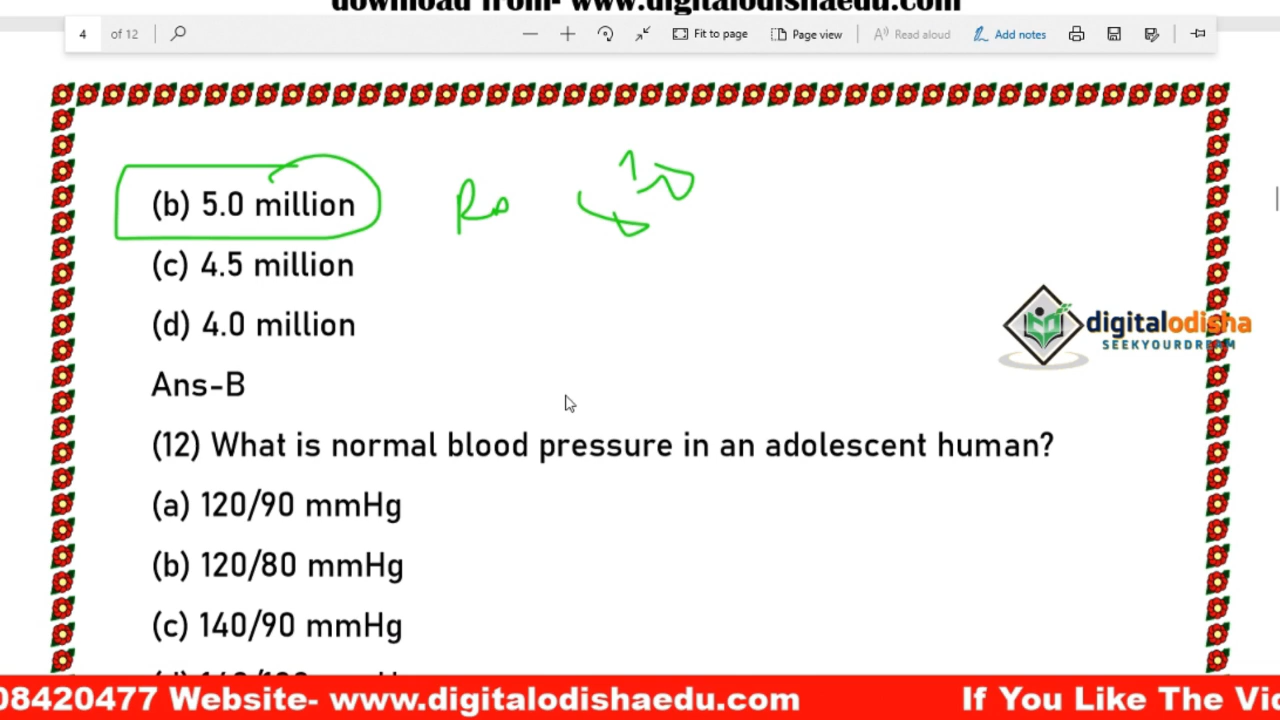 download from- www.digitalodishaedu.com
4 of 12 Fit to page Page view Read aloud Add notes
(b) 5.0 million
(c) 4.5 million
(d) 4.0 million
digitalodisha
SEEKYOURDREAM
Ans-B
(12) What is normal blood pressure in an adolescent human?
(a) 120/90 mmHg
(b) 120/80 mmHg
(c) 140/90 mmHg
08420477 Website- www.digitalodishaedu.com If You Like The